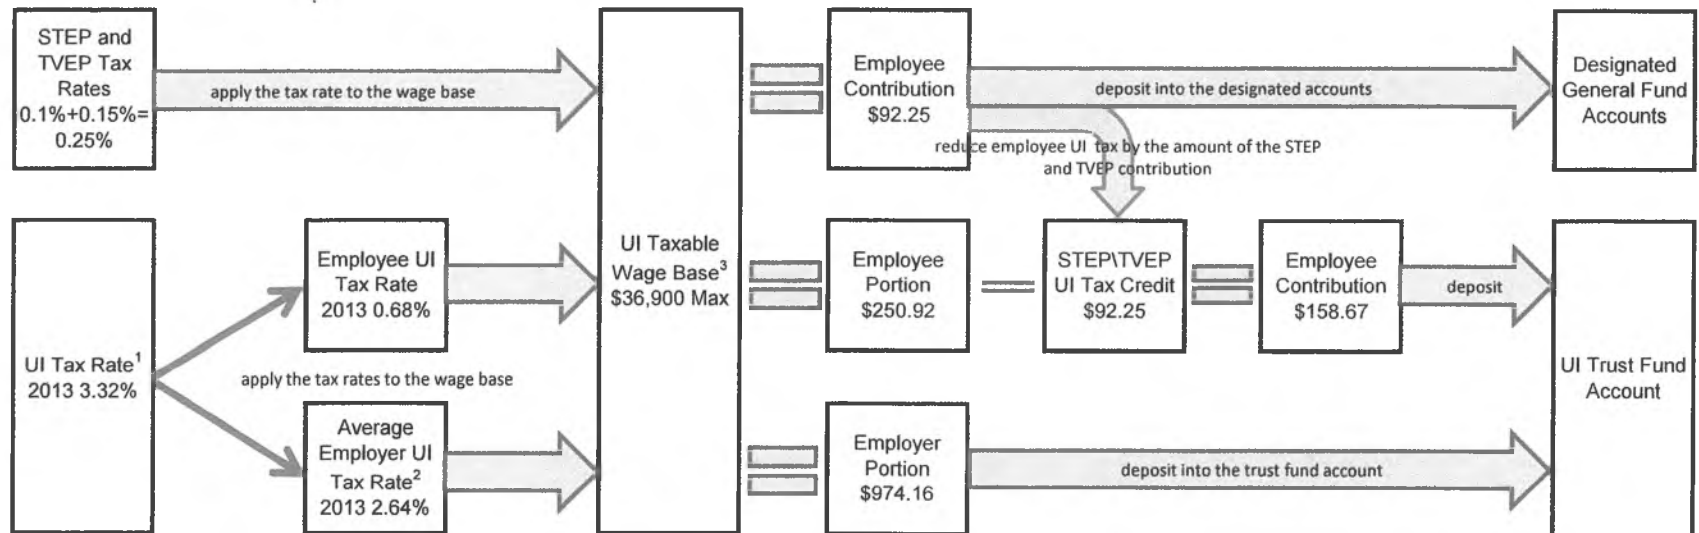 STEP and
TVEP Tax
Rates
0.1%+0.15%=
0.25%
apply the tax rate to the wage base
Employee
Contribution
$92.25
deposit into the designated accounts
Designated
General Fund
Accounts
reduce employee UI tax by the amount of the STEP
and TVEP contribution
UI Tax Rate¹
2013 3.32%
Employee UI
Tax Rate
2013 0.68%
apply the tax rates to the wage base
Average
Employer UI
Tax Rate²
2013 2.64%
UI Taxable
Wage Base³
$36,900 Max
Employee
Portion
$250.92
STEP\TVEP
UI Tax Credit
$92.25
Employee
Contribution
$158.67
deposit
Employer
Portion
$974.16
deposit into the trust fund account
UI Trust Fund
Account